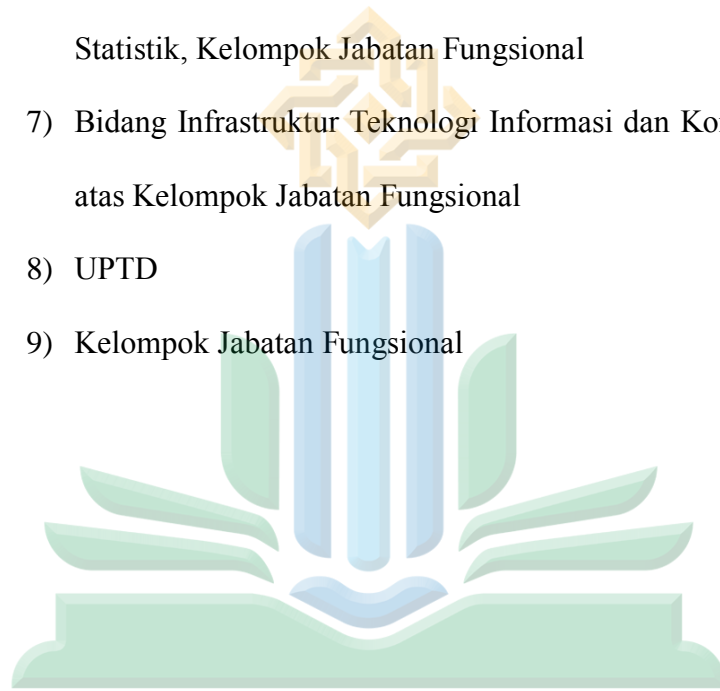 Statistik, Kelompok Jabatan Fungsional
7) Bidang Infrastruktur Teknologi Informasi dan
atas Kelompok Jabatan Fungsional
8) UPTD
9) Kelompok Jabatan Fungsional